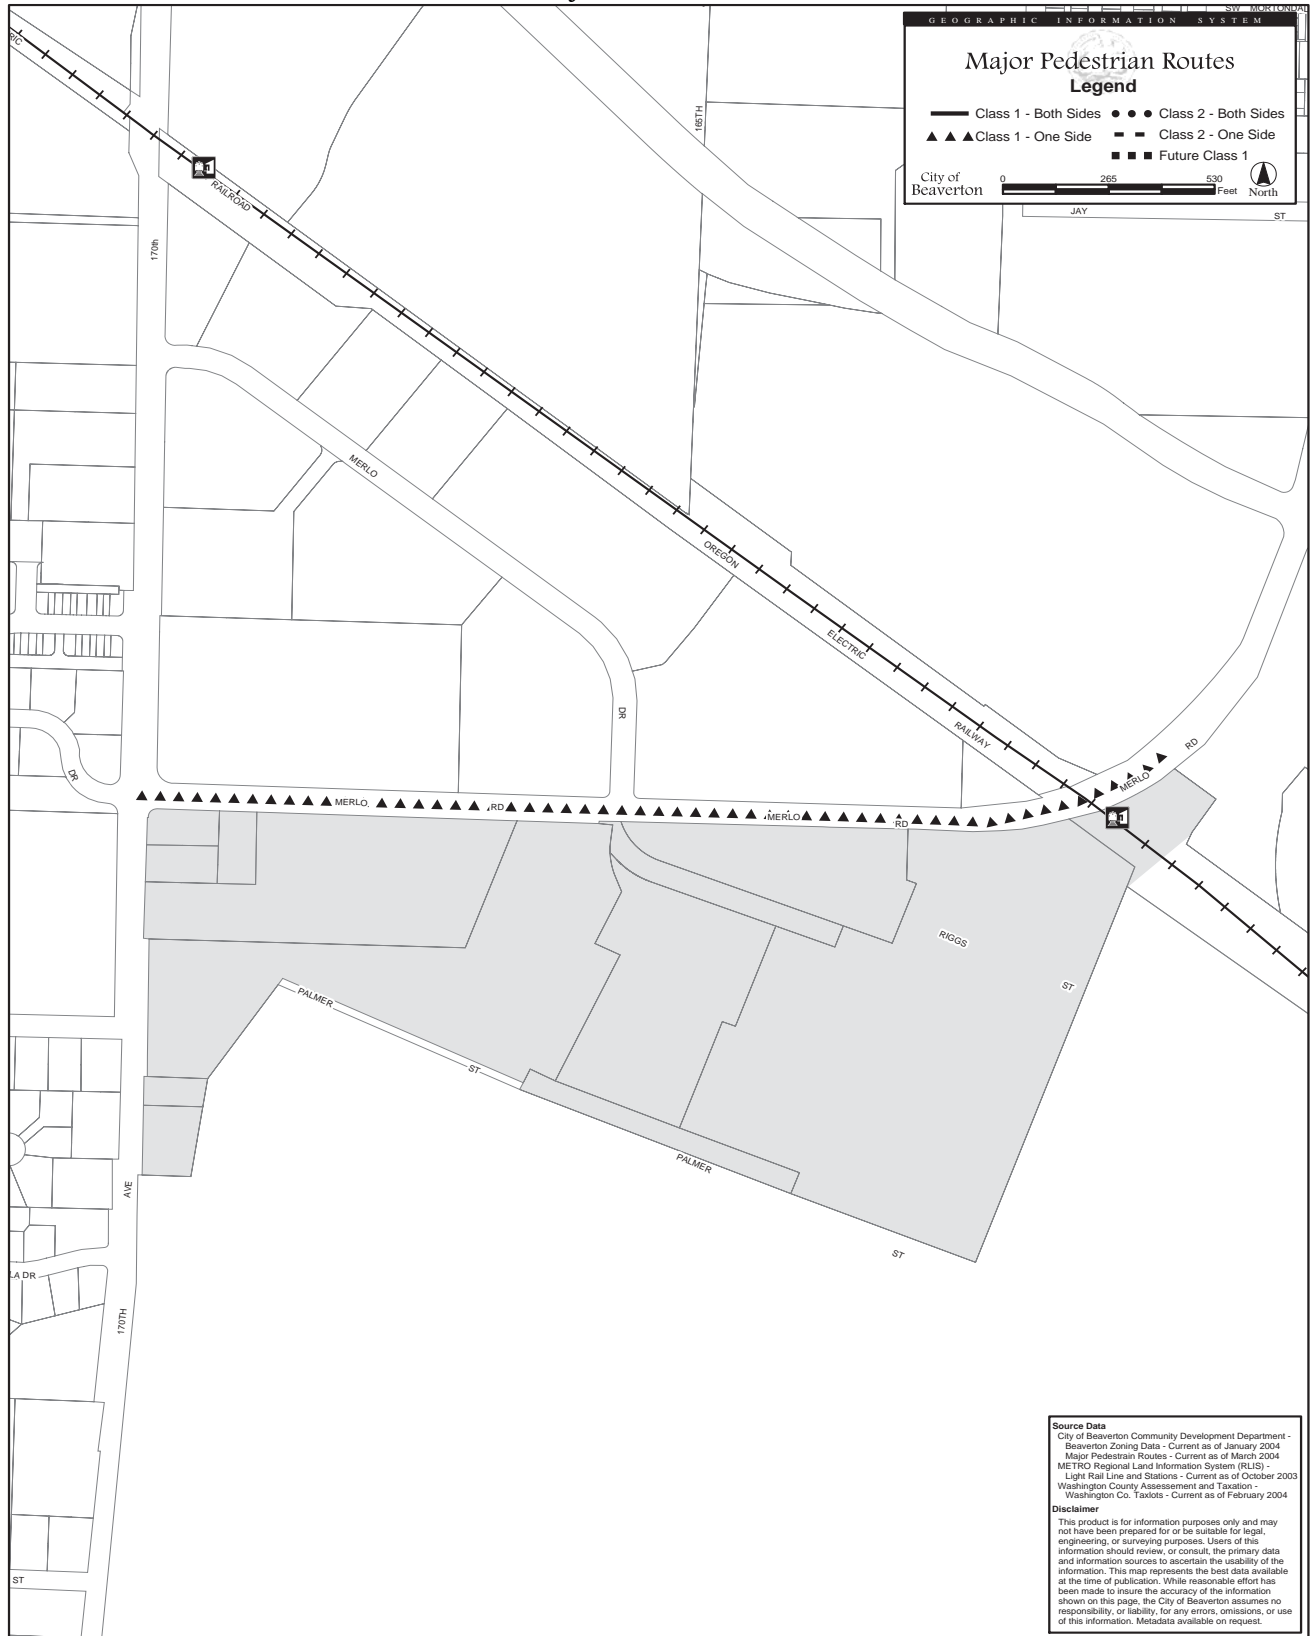 SW MORTONDAL
GEOGRAPHIC INFORMATION SYSTEM
Major Pedestrian Routes
Legend
Class 1 - Both Sides
Class 2 - Both Sides
Class 1 - One Side
Class 2 - One Side
Future Class 1
City of
Beaverton
0 265 530
Feet
North
JAY ST
RIC
165TH
RAILROAD
170th
MERLO
OREGON
ELECTRIC
DR
RAILWAY
RD
DR
MERLO
MERLO RD
MERLO RD
RIGGS
ST
PALMER
ST
PALMER
AVE
ST
LA DR
170TH
ST
Source Data
City of Beaverton Community Development Department -
Beaverton Zoning Data - Current as of January 2004
Major Pedestrain Routes - Current as of March 2004
METRO Regional Land Information System (RLIS) -
Light Rail Line and Stations - Current as of October 2003
Washington County Assessement and Taxation -
Washington Co. Taxlots - Current as of February 2004
Disclaimer
This product is for information purposes only and may
not have been prepared for or be suitable for legal,
engineering, or surveying purposes. Users of this
information should review, or consult, the primary data
and information sources to ascertain the usability of the
information. This map represents the best data available
at the time of publication. While reasonable effort has
been made to insure the accuracy of the information
shown on this page, the City of Beaverton assumes no
responsibility, or liability, for any errors, omissions, or use
of this information. Metadata available on request.